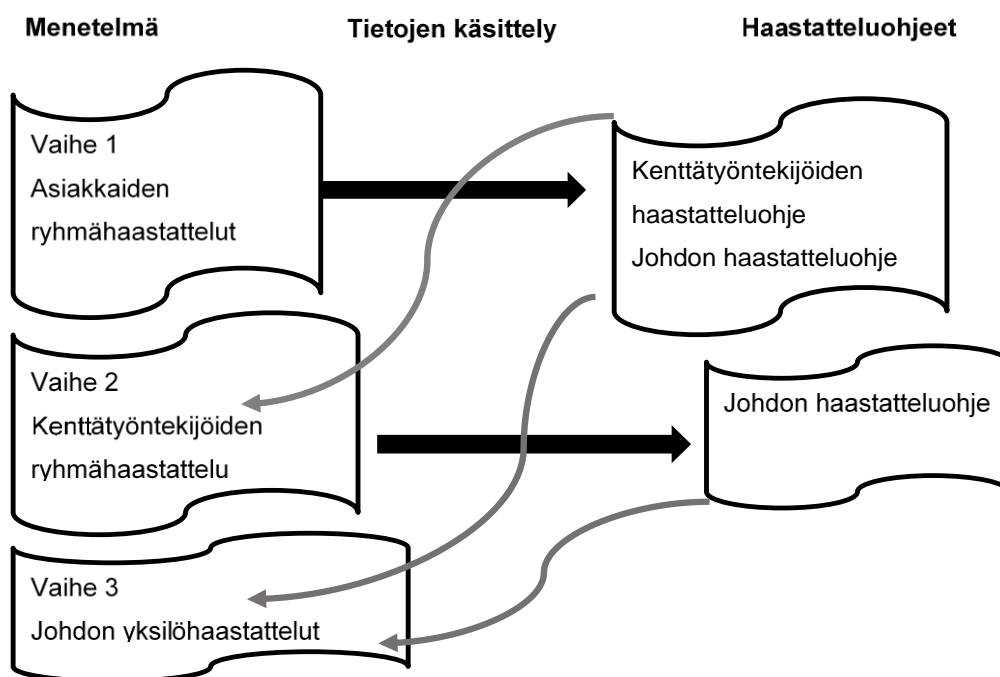 Menetelmä
Tietojen käsittely
Haastatteluohjeet
Vaihe 1
Asiakkaiden
ryhmähaastattelut
Kenttätyöntekijöiden
haastatteluohje
Johdon haastatteluohje
Vaihe 2
Kenttätyöntekijöiden
ryhmähaastattelu
Johdon haastatteluohje
Vaihe 3
Johdon yksilöhaastattelut